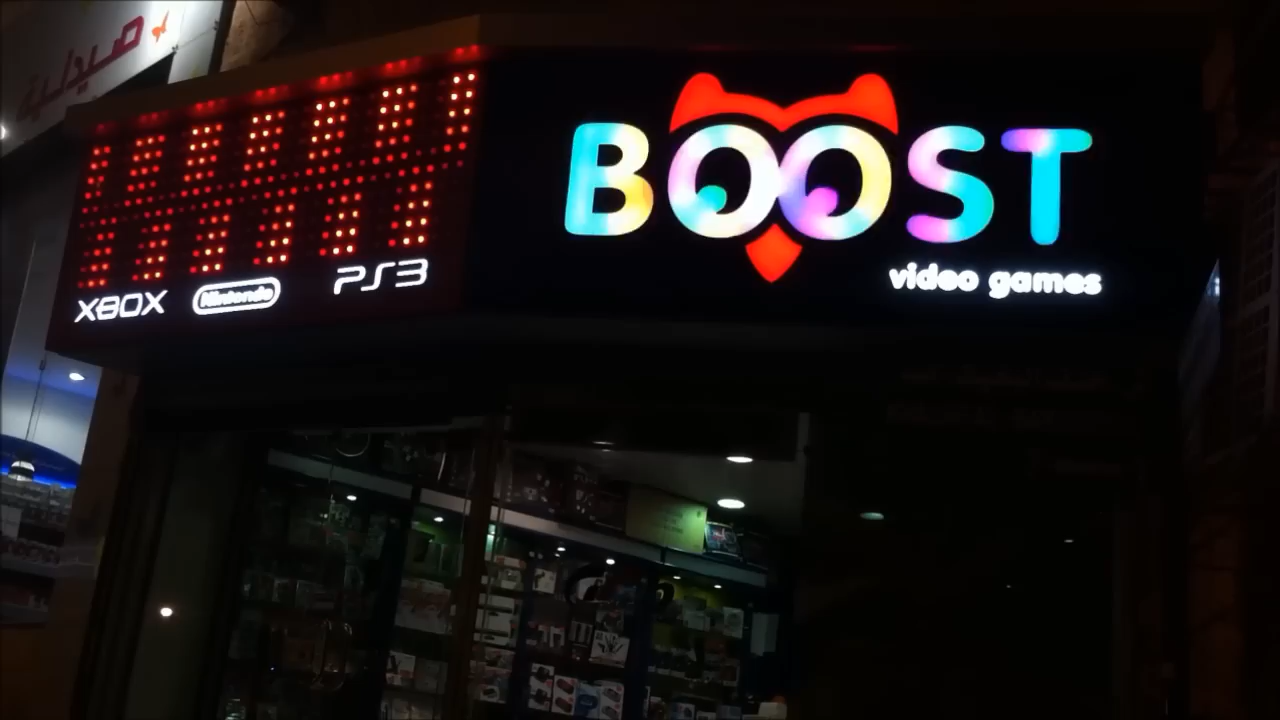 صيدلية
BOOST
video games
XBOX
Nintendo
PS3